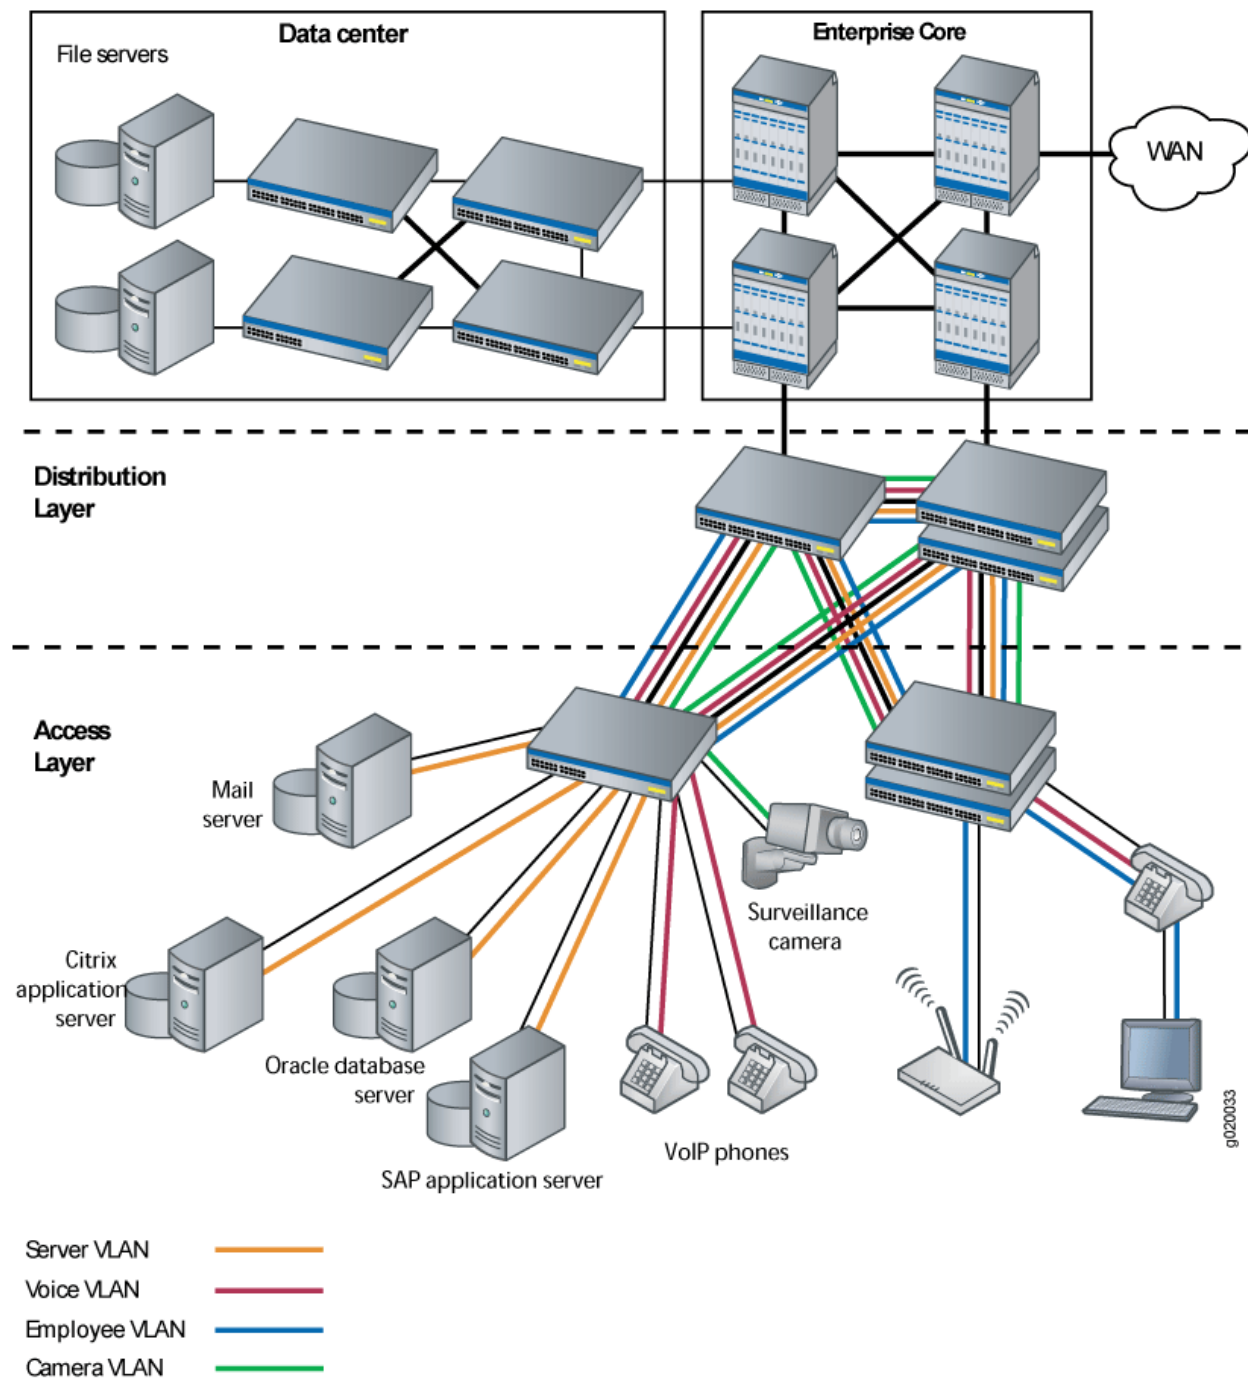 Data center
Enterprise Core
File servers
WAN
Distribution
Layer
Access
Layer
Mail
server
Surveillance
camera
Citrix
application
server
Oracle database
server
VoIP phones
SAP application server
g020033
Server VLAN
Voice VLAN
Employee VLAN
Camera VLAN